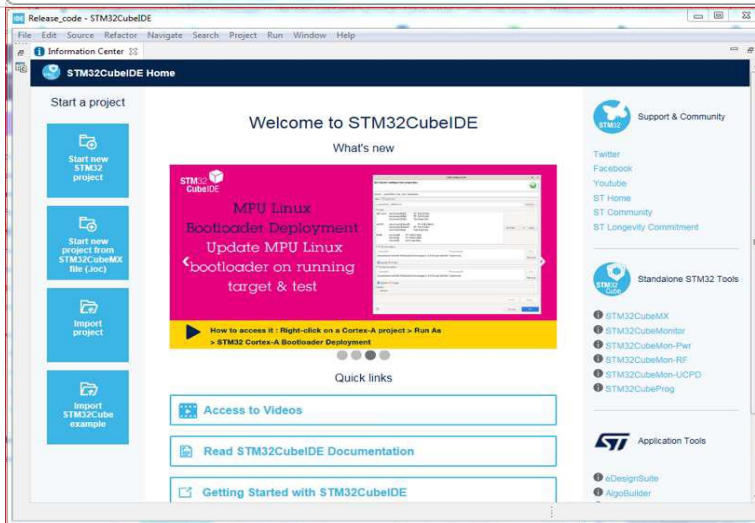 IDE Release_code - STM32CubeIDE
File Edit Source Refactor Navigate Search Project Run Window Help
Information Center
STM32CubeIDE Home
Start a project
Start new
STM32
project
Start new
project from
STM32CubeMX
file (.ioc)
Import
project
Import
STM32Cube
example
Welcome to STM32CubeIDE
What's new
STM32
CubeIDE
MPU Linux
Bootloader Deployment
Update MPU Linux
bootloader on running
target & test
How to access it : Right-click on a Cortex-A project > Run As
> STM32 Cortex-A Bootloader Deployment
Quick links
Access to Videos
Read STM32CubeIDE Documentation
Getting Started with STM32CubeIDE
STM32
Support & Community
Twitter
Facebook
Youtube
ST Home
ST Community
ST Longevity Commitment
STM32
Cube
Standalone STM32 Tools
STM32CubeMX
STM32CubeMonitor
STM32CubeMon-Pwr
STM32CubeMon-RF
STM32CubeMon-UCPD
STM32CubeProg
ST
Application Tools
eDesignSuite
AlgoBuilder